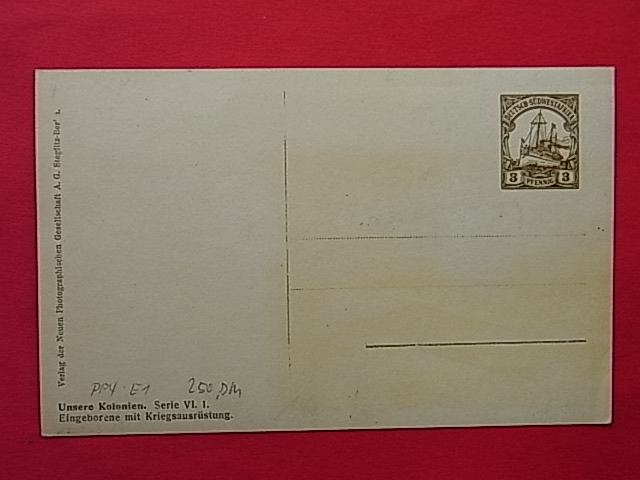 DEUTSCH-SÜDWESTAFRIKA
3 PFENNIG 3
Verlag der Neuen Photographischen Gesellschaft A. G. Steglitz-Ber
PP4 E1 250,DM
Unsere Kolonien. Serie VI. 1.
Eingeborene mit Kriegsausrüstung.